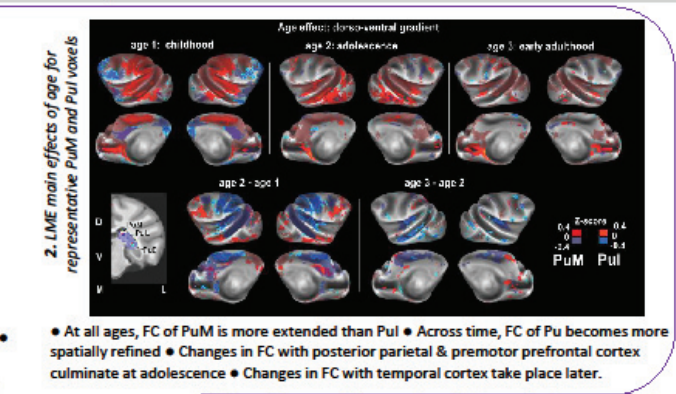 Age effect: dorso-ventral gradient
age 1: childhood
age 2: adolescence
age 3: early adulthood
2. LME main effects of age for
representative PuM and PuI voxels
age 2 - age 1
age 3 - age 2
D
V
M L
PuM
PuL
PuI
Z-score
0.4 0.4
0 0
PuM PuI
● At all ages, FC of PuM is more extended than PuI ● Across time, FC of Pu becomes more
spatially refined ● Changes in FC with posterior parietal & premotor prefrontal cortex
culminate at adolescence ● Changes in FC with temporal cortex take place later.